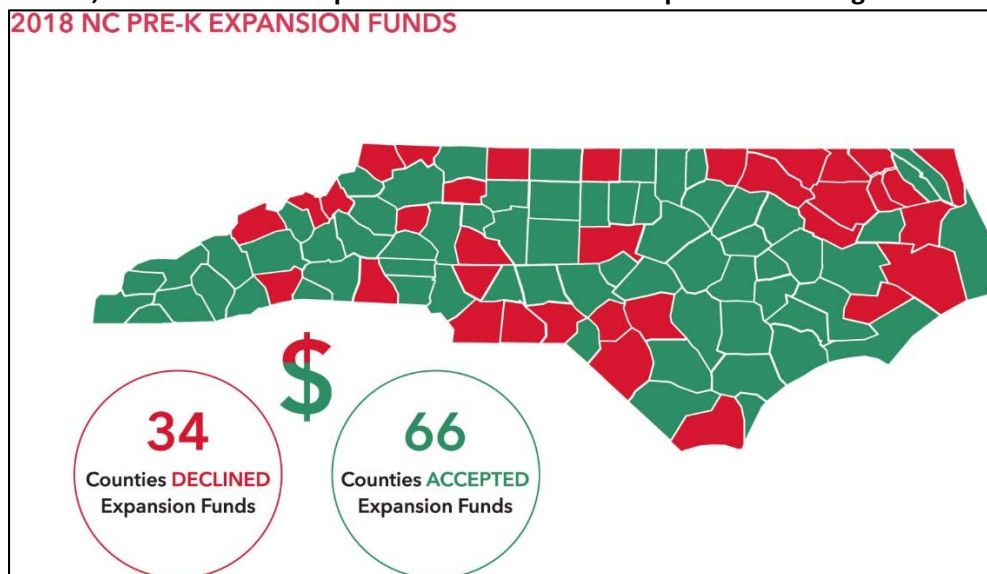 2018 NC PRE-K EXPANSION FUNDS
$
34
Counties DECLINED
Expansion Funds
66
Counties ACCEPTED
Expansion Funds